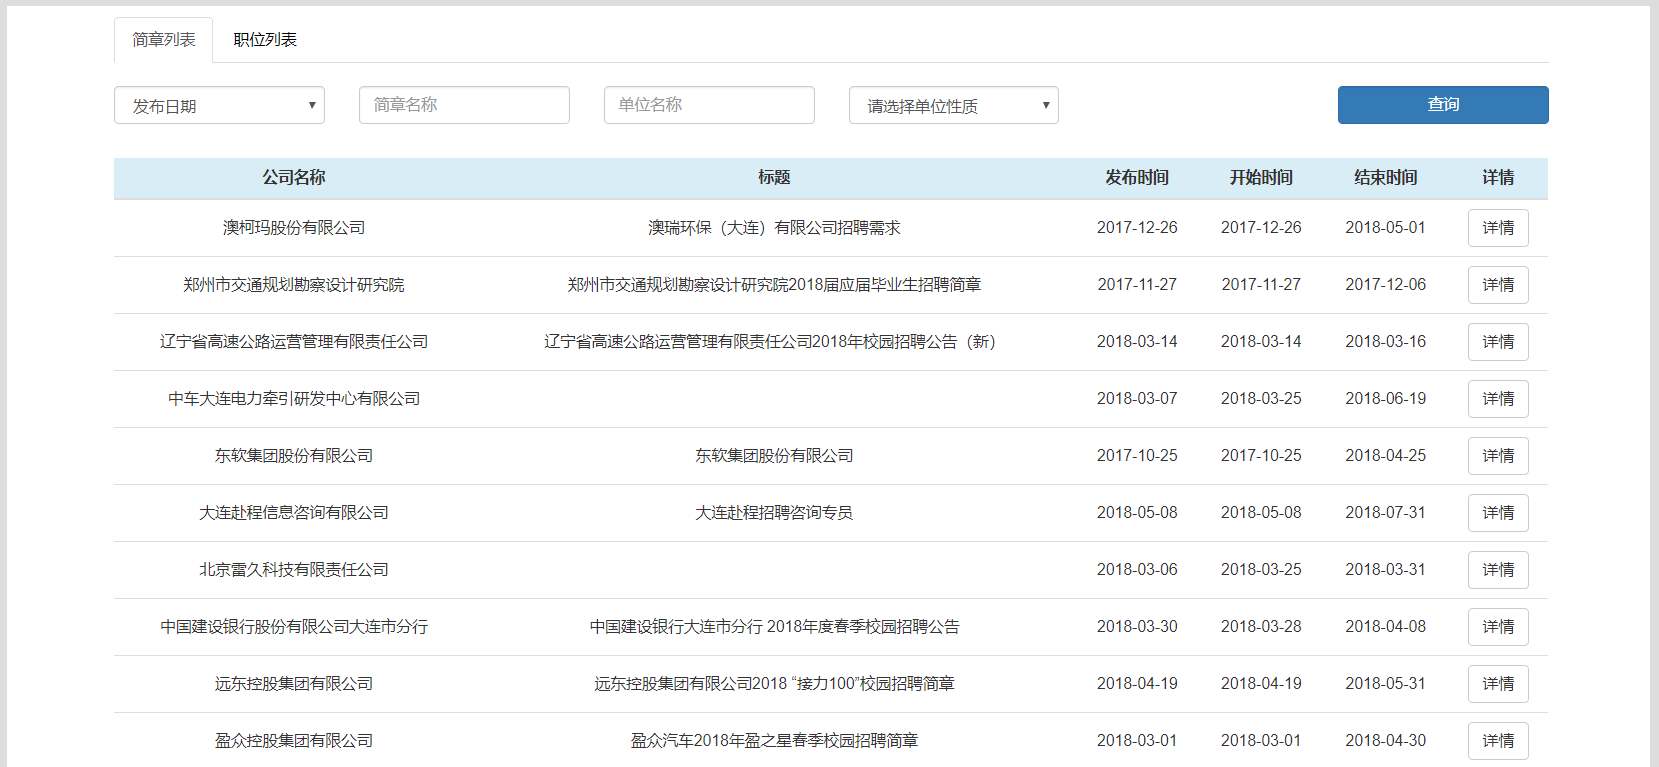 简章列表 职位列表
发布日期 简章名称 单位名称 请选择单位性质 查询
公司名称 标题 发布时间 开始时间 结束时间 详情
澳柯玛股份有限公司 澳瑞环保（大连）有限公司招聘需求 2017-12-26 2017-12-26 2018-05-01 详情
郑州市交通规划勘察设计研究院 郑州市交通规划勘察设计研究院2018届应届毕业生招聘简章 2017-11-27 2017-11-27 2017-12-06 详情
辽宁省高速公路运营管理有限责任公司 辽宁省高速公路运营管理有限责任公司2018年校园招聘公告（新） 2018-03-14 2018-03-14 2018-03-16 详情
中车大连电力牵引研发中心有限公司 2018-03-07 2018-03-25 2018-06-19 详情
东软集团股份有限公司 东软集团股份有限公司 2017-10-25 2017-10-25 2018-04-25 详情
大连赴程信息咨询有限公司 大连赴程招聘咨询专员 2018-05-08 2018-05-08 2018-07-31 详情
北京雷久科技有限责任公司 2018-03-06 2018-03-25 2018-03-31 详情
中国建设银行股份有限公司大连市分行 中国建设银行大连市分行 2018年度春季校园招聘公告 2018-03-30 2018-03-28 2018-04-08 详情
远东控股集团有限公司 远东控股集团有限公司2018 “接力100”校园招聘简章 2018-04-19 2018-04-19 2018-05-31 详情
盈众控股集团有限公司 盈众汽车2018年盈之星春季校园招聘简章 2018-03-01 2018-03-01 2018-04-30 详情